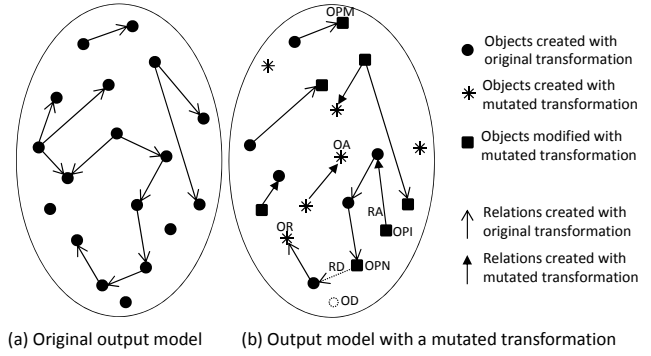 OPM
OA
RA
OR
OPI
RD
OPN
OD
Objects created with
original transformation
Objects created with
mutated transformation
Objects modified with
mutated transformation
Relations created with
original transformation
Relations created with
mutated transformation
(a) Original output model
(b) Output model with a mutated transformation